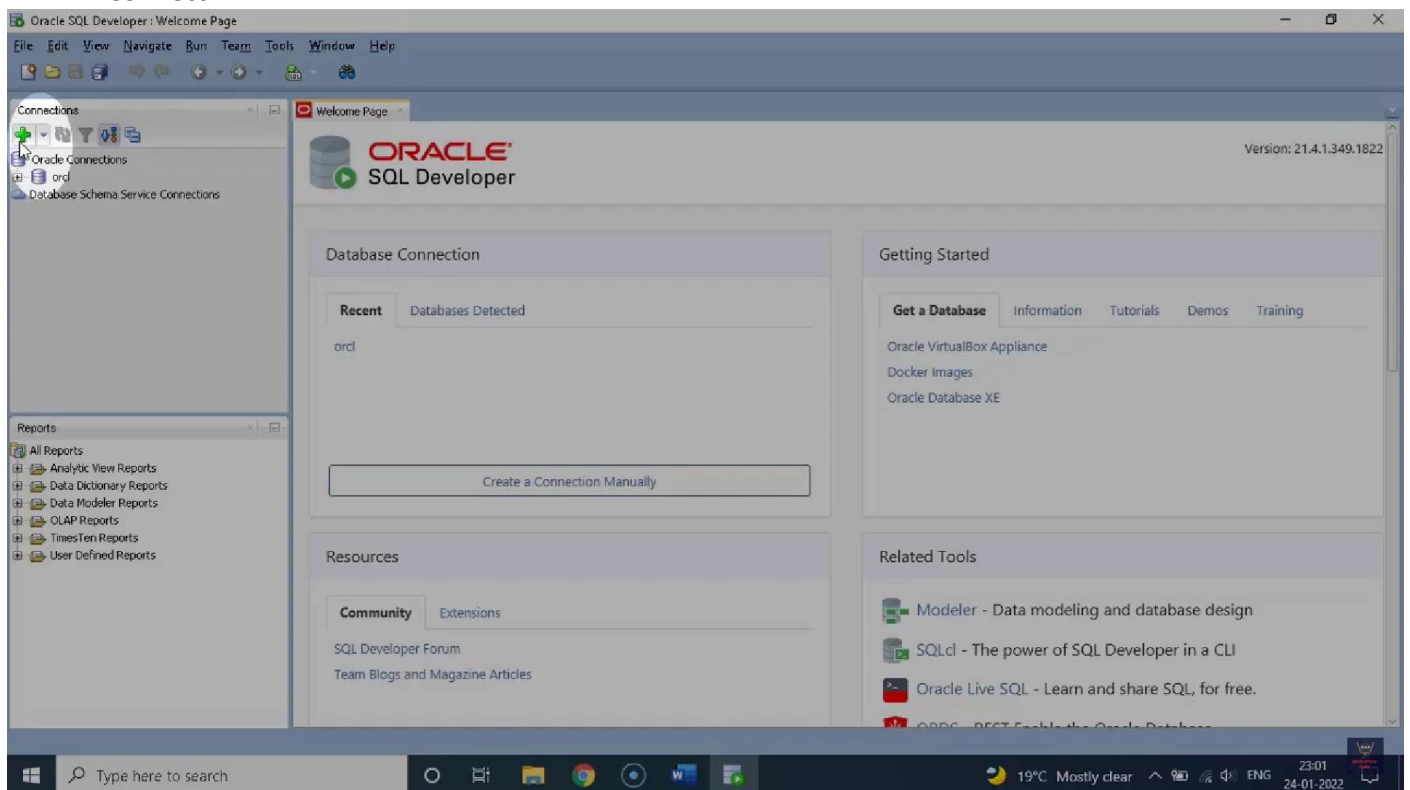 Oracle SQL Developer : Welcome Page
File Edit View Navigate Run Team Tools Window Help
Connections
Oracle Connections
orcl
Database Schema Service Connections
Reports
All Reports
Analytic View Reports
Data Dictionary Reports
Data Modeler Reports
OLAP Reports
TimesTen Reports
User Defined Reports
Welcome Page
ORACLE
SQL Developer
Version: 21.4.1.349.1822
Database Connection
Recent Databases Detected
orcl
Create a Connection Manually
Getting Started
Get a Database Information Tutorials Demos Training
Oracle VirtualBox Appliance
Docker Images
Oracle Database XE
Resources
Community Extensions
SQL Developer Forum
Team Blogs and Magazine Articles
Related Tools
Modeler - Data modeling and database design
SQLcl - The power of SQL Developer in a CLI
Oracle Live SQL - Learn and share SQL, for free.
Type here to search
19°C Mostly clear
ENG
23:01
24-01-2022